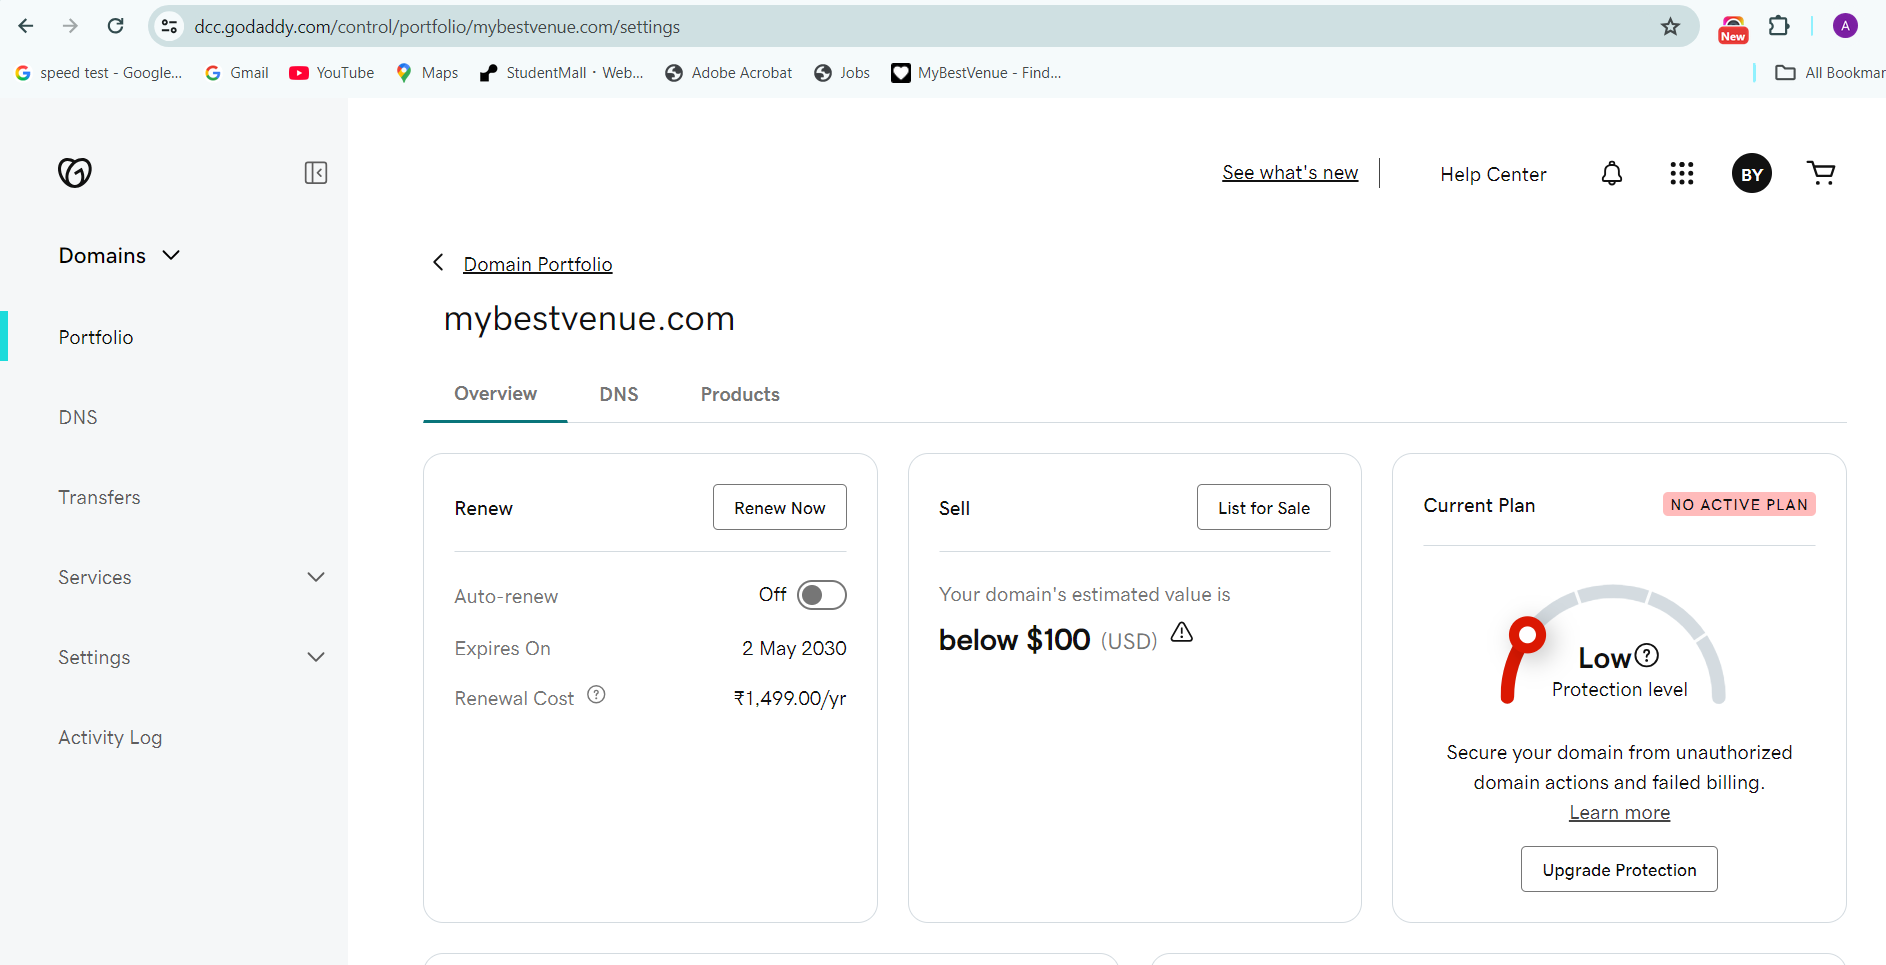 dcc.godaddy.com/control/portfolio/mybestvenue.com/settings
New
A
speed test - Google...
Gmail
YouTube
Maps
StudentMall · Web...
Adobe Acrobat
Jobs
MyBestVenue - Find...
All Bookmar
See what's new
Help Center
BY
Domains
Portfolio
DNS
Transfers
Services
Settings
Activity Log
Domain Portfolio
mybestvenue.com
Overview
DNS
Products
Renew
Renew Now
Auto-renew
Off
Expires On
2 May 2030
Renewal Cost
₹1,499.00/yr
Sell
List for Sale
Your domain's estimated value is
below $100 (USD)
Current Plan
NO ACTIVE PLAN
Low
Protection level
Secure your domain from unauthorized
domain actions and failed billing.
Learn more
Upgrade Protection